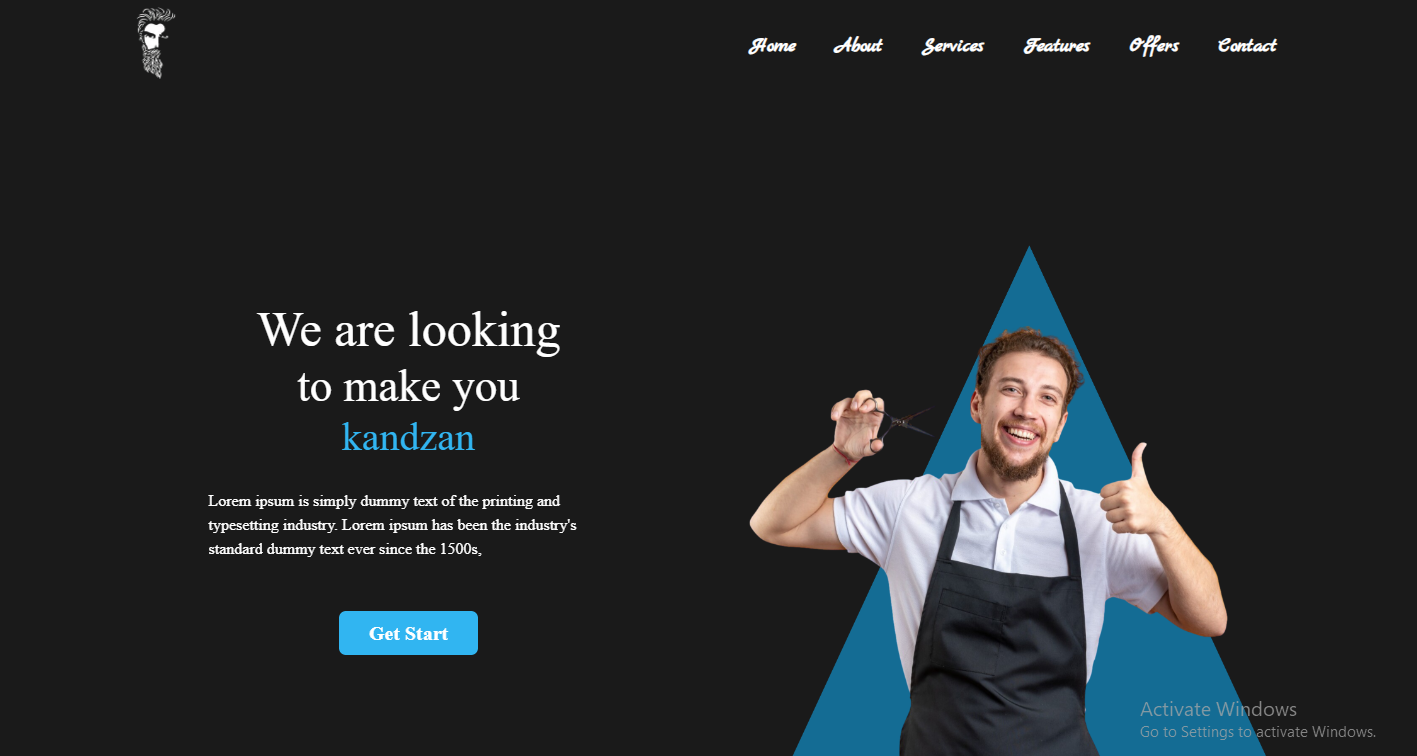 Home About Services Features Offers Contact
We are looking
to make you
kandzan
Lorem ipsum is simply dummy text of the printing and
typesetting industry. Lorem ipsum has been the industry's
standard dummy text ever since the 1500s,
Get Start
Activate Windows
Go to Settings to activate Windows.